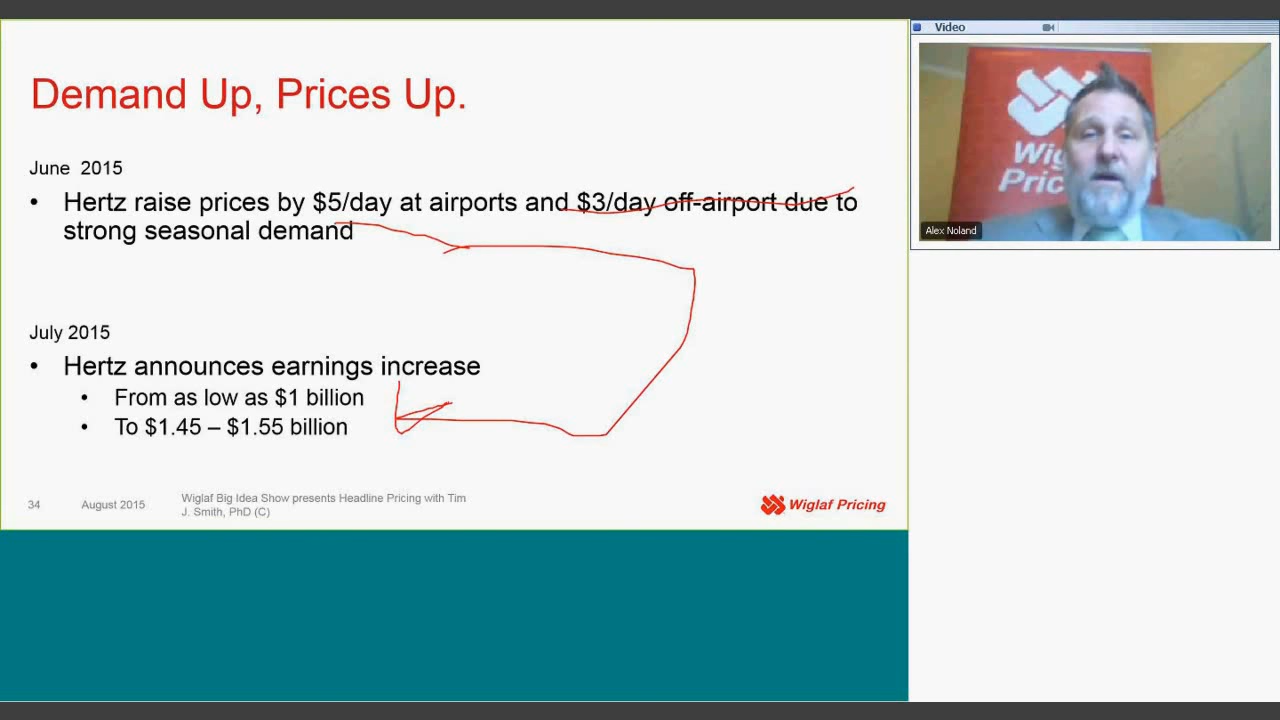 Demand Up, Prices Up.
June 2015
• Hertz raise prices by $5/day at airports and $3/day off-airport due to
strong seasonal demand
July 2015
• Hertz announces earnings increase
• From as low as $1 billion
• To $1.45 – $1.55 billion
34
August 2015
Wiglaf Big Idea Show presents Headline Pricing with Tim
J. Smith, PhD (C)
Wiglaf Pricing
Video
Wig
Pric
Alex Noland